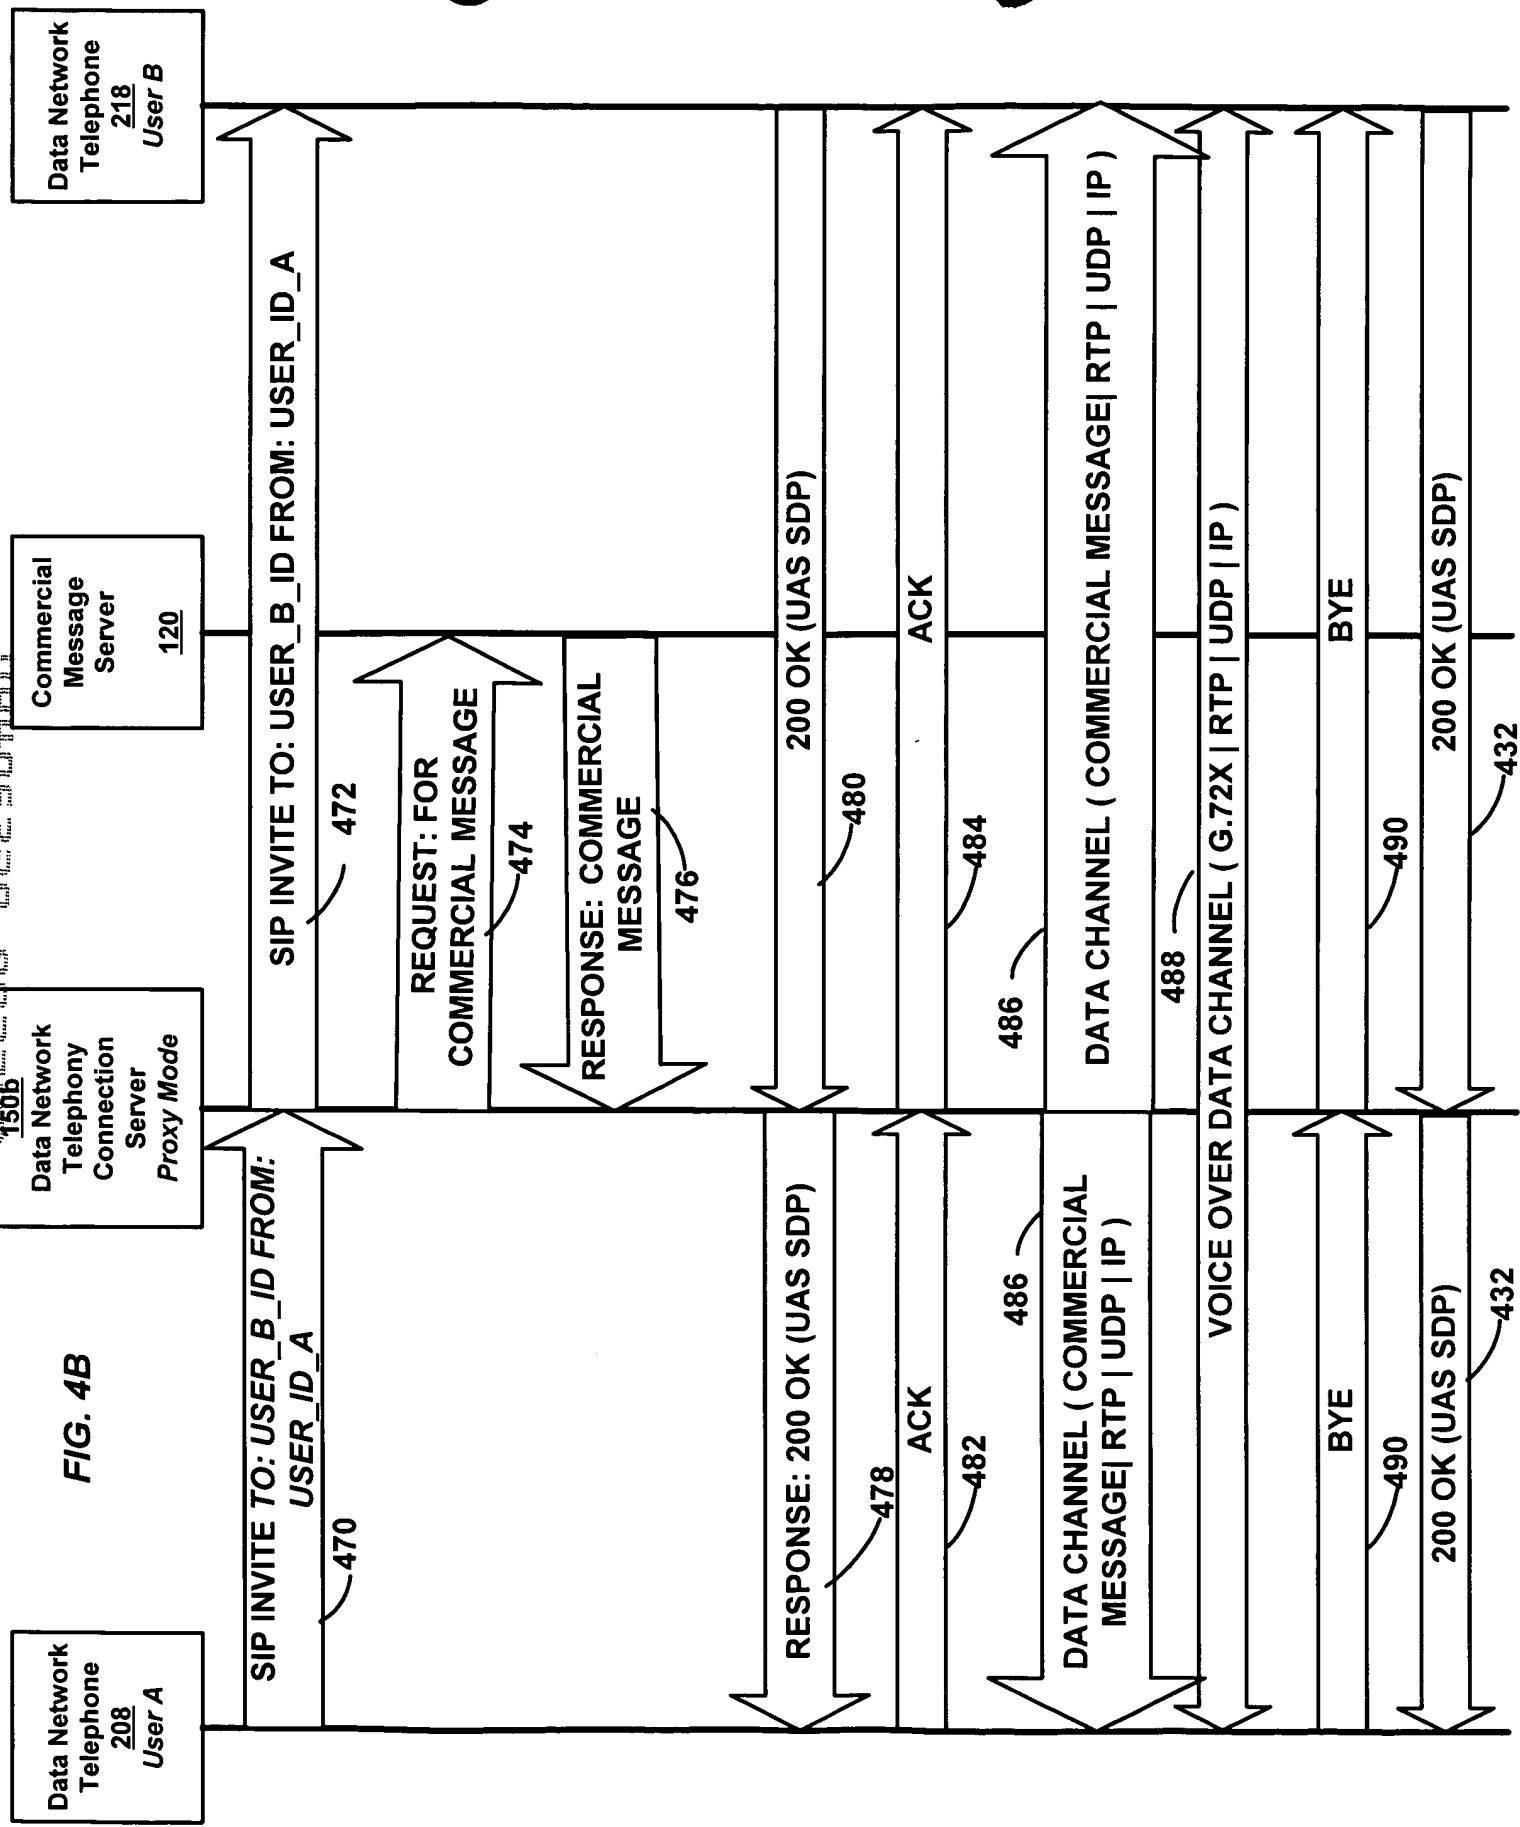 FIG. 4B
Data Network
Telephone
208
User A
150b
Data Network
Telephony
Connection
Server
Proxy Mode
Commercial
Message
Server
120
Data Network
Telephone
218
User B
SIP INVITE TO: USER_B_ID FROM:
USER_ID_A
470
SIP INVITE TO: USER_B_ID FROM: USER_ID_A
472
REQUEST: FOR
COMMERCIAL MESSAGE
474
RESPONSE: COMMERCIAL
MESSAGE
476
RESPONSE: 200 OK (UAS SDP)
478
200 OK (UAS SDP)
480
ACK
482
ACK
484
486
DATA CHANNEL ( COMMERCIAL
MESSAGE| RTP | UDP | IP )
486
DATA CHANNEL ( COMMERCIAL MESSAGE| RTP | UDP | IP )
488
VOICE OVER DATA CHANNEL ( G.72X | RTP | UDP | IP )
BYE
490
BYE
490
200 OK (UAS SDP)
432
200 OK (UAS SDP)
432